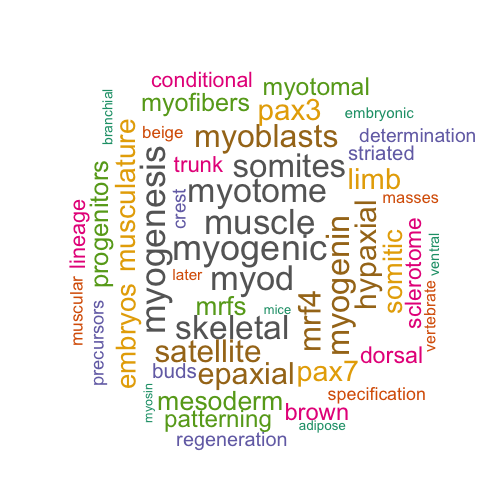 conditional
myotomal
myofibers
pax3
embryonic
branchial
beige
myoblasts
determination
striated
trunk
somites
limb
masses
musculature
progenitors
myogenesis
crest
myotome
muscle
myogenic
lineage
muscular
later
myod
mrfs
mice
skeletal
mrf4
myogenin
hypaxial
somitic
sclerotome
ventral
vertebrate
precursors
embryos
satellite
buds
epaxial
pax7
dorsal
specification
myosin
mesoderm
patterning
brown
adipose
regeneration